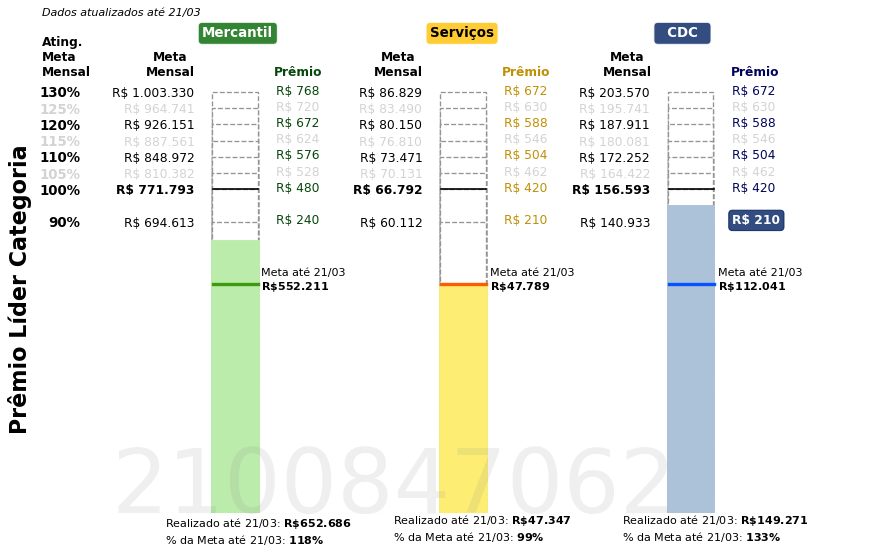 Dados atualizados até 21/03
Mercantil Serviços CDC
Ating. Meta Mensal
Meta Mensal Prêmio Meta Mensal Prêmio Meta Mensal Prêmio
130% R$ 1.003.330 R$ 768 R$ 86.829 R$ 672 R$ 203.570 R$ 672
125% R$ 964.741 R$ 720 R$ 83.490 R$ 630 R$ 195.741 R$ 630
120% R$ 926.151 R$ 672 R$ 80.150 R$ 588 R$ 187.911 R$ 588
115% R$ 887.561 R$ 624 R$ 76.810 R$ 546 R$ 180.081 R$ 546
110% R$ 848.972 R$ 576 R$ 73.471 R$ 504 R$ 172.252 R$ 504
105% R$ 810.382 R$ 528 R$ 70.131 R$ 462 R$ 164.422 R$ 462
100% R$ 771.793 R$ 480 R$ 66.792 R$ 420 R$ 156.593 R$ 420
90% R$ 694.613 R$ 240 R$ 60.112 R$ 210 R$ 140.933 R$ 210
Meta até 21/03 Meta até 21/03 Meta até 21/03
R$552.211 R$47.789 R$112.041
Prêmio Líder Categoria
2100847062
Realizado até 21/03: R$652.686 Realizado até 21/03: R$47.347 Realizado até 21/03: R$149.271
% da Meta até 21/03: 118% % da Meta até 21/03: 99% % da Meta até 21/03: 133%